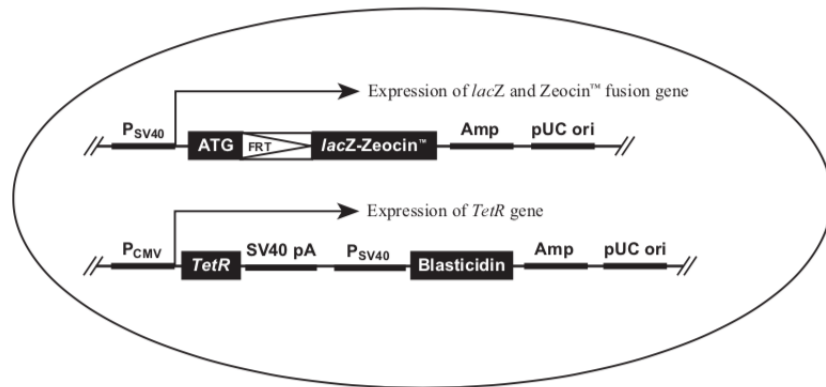 Expression of lacZ and Zeocin™ fusion gene
PSV40 Amp pUC ori
ATG FRT lacZ-Zeocin™
Expression of TetR gene
PCMV SV40 pA PSV40 Amp pUC ori
TetR Blasticidin